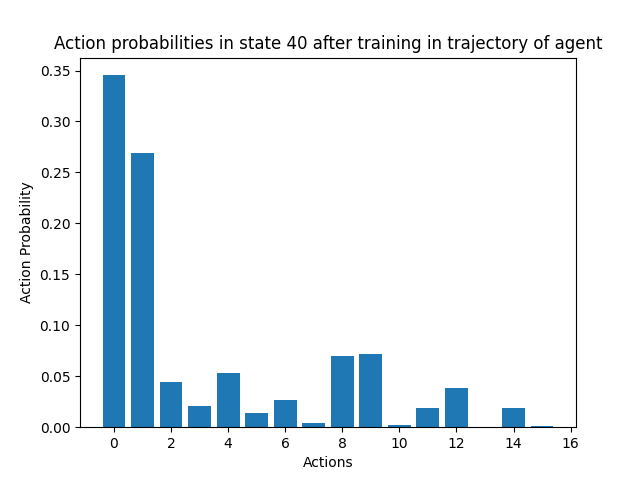 Action probabilities in state 40 after training in trajectory of agent
0.35
0.30
0.25
0.20
0.15
0.10
0.05
0.00
Action Probability
0 2 4 6 8 10 12 14 16
Actions